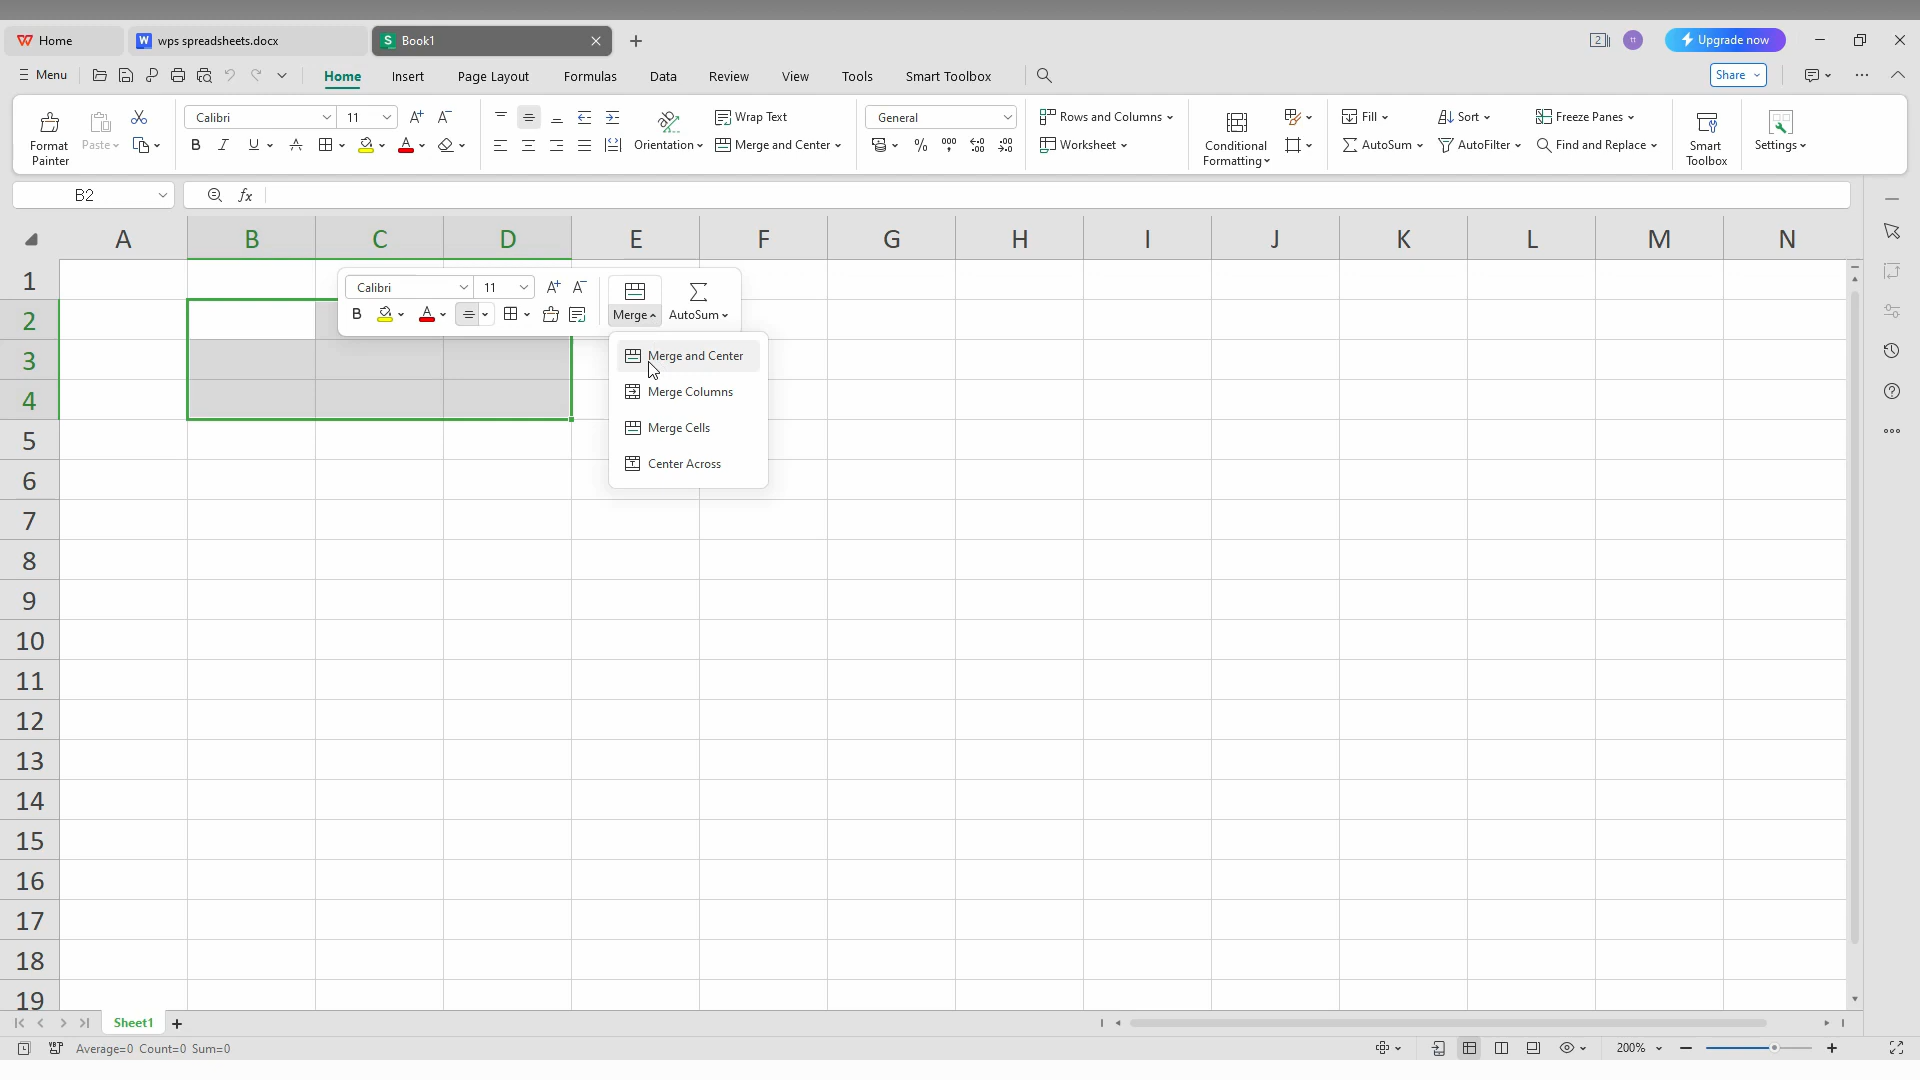 Home
wps spreadsheets.docx
Book1
Upgrade now
Menu
Home Insert Page Layout Formulas Data Review View Tools Smart Toolbox
Share
Format Painter
Paste
Calibri 11
Orientation
Wrap Text
Merge and Center
General
Rows and Columns
Worksheet
Conditional Formatting
Fill
AutoSum
Sort
AutoFilter
Freeze Panes
Find and Replace
Smart Toolbox
Settings
B2
fx
A B C D E F G H I J K L M N
1
2
3
4
5
6
7
8
9
10
11
12
13
14
15
16
17
18
19
Calibri 11
B
A
Merge
AutoSum
Merge and Center
Merge Columns
Merge Cells
Center Across
Sheet1
Average=0 Count=0 Sum=0
200%